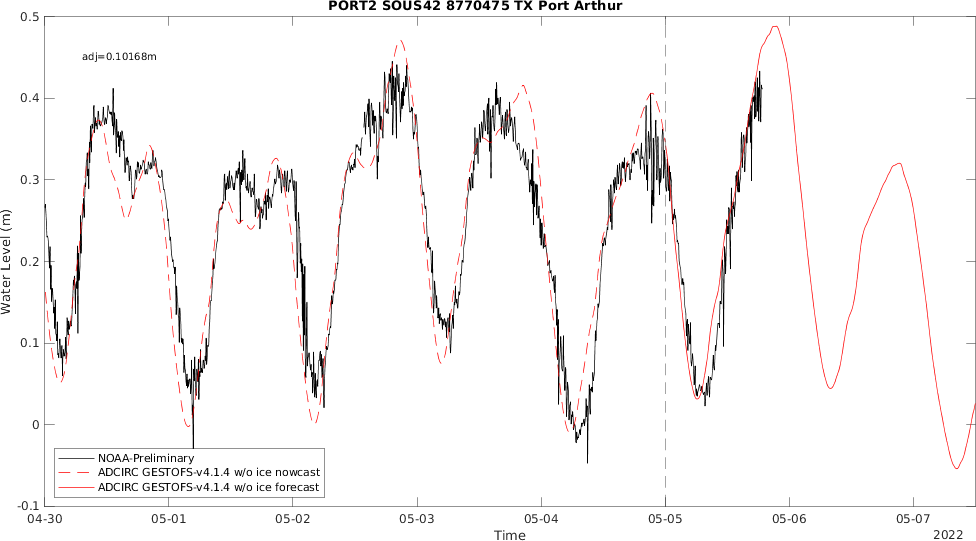 PORT2 SOUS42 8770475 TX Port Arthur
0.5
adj=0.10168m
0.4
0.3
0.2
0.1
0
-0.1
Water Level (m)
NOAA-Preliminary
ADCIRC GESTOFS-v4.1.4 w/o ice nowcast
ADCIRC GESTOFS-v4.1.4 w/o ice forecast
04-30 05-01 05-02 05-03 05-04 05-05 05-06 05-07
Time
2022